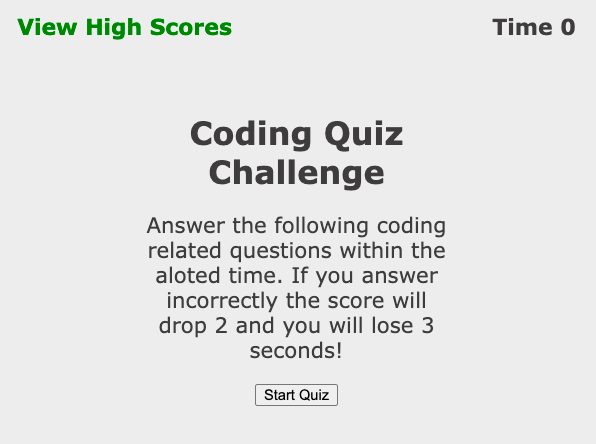 View High Scores
Time 0
Coding Quiz
Challenge
Answer the following coding
related questions within the
aloted time. If you answer
incorrectly the score will
drop 2 and you will lose 3
seconds!
Start Quiz